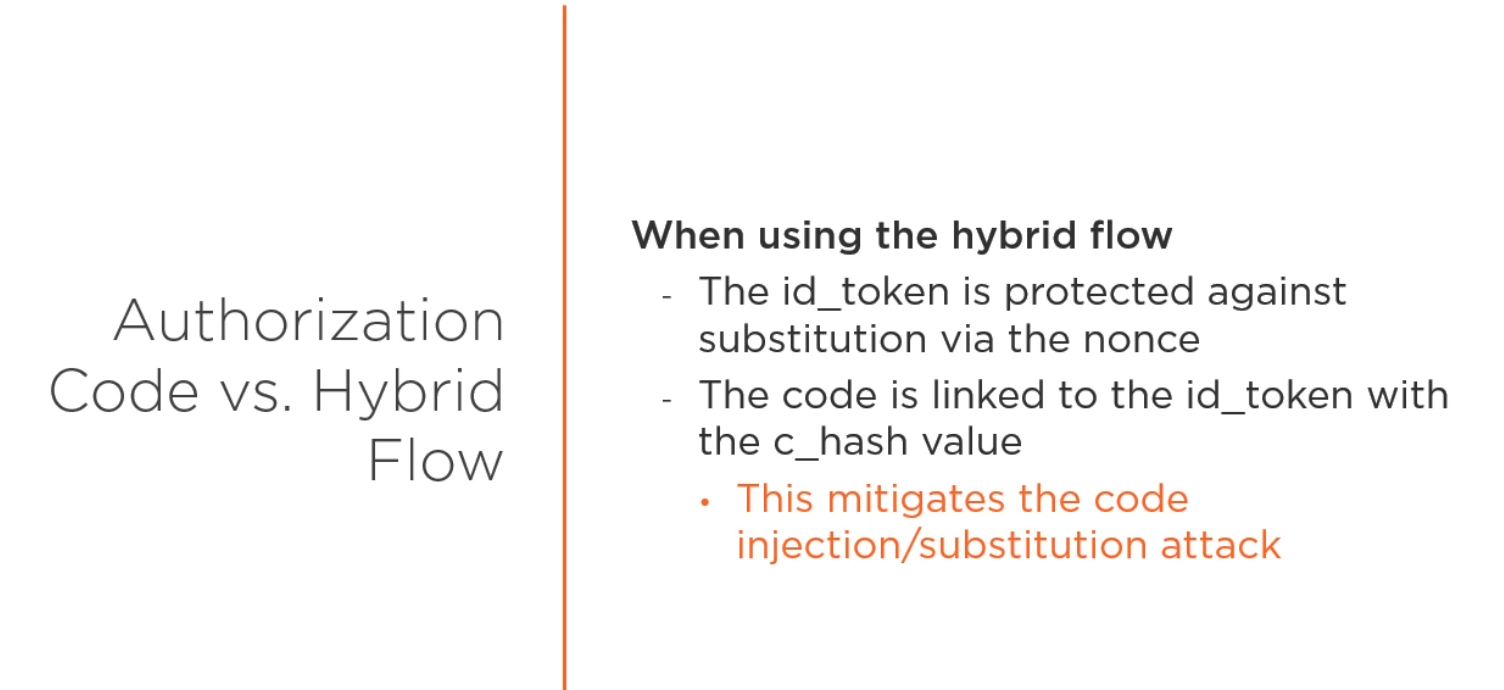 Authorization
Code vs. Hybrid
Flow
When using the hybrid flow
- The id_token is protected against
substitution via the nonce
- The code is linked to the id_token with
the c_hash value
• This mitigates the code
injection/substitution attack